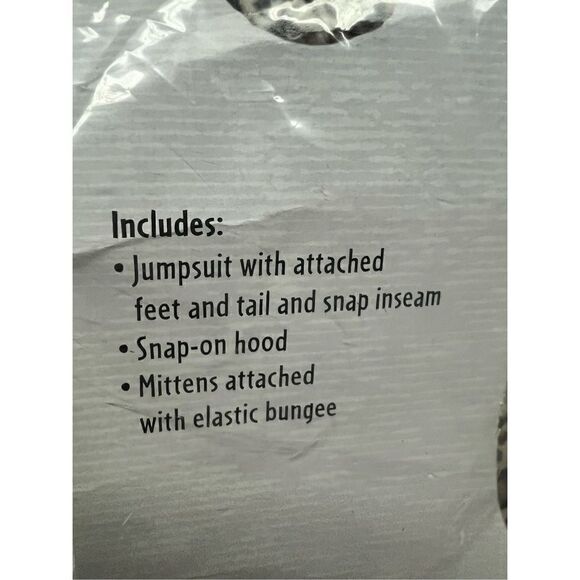 Includes:
• Jumpsuit with attached
feet and tail and snap inseam
• Snap-on hood
• Mittens attached
with elastic bungee